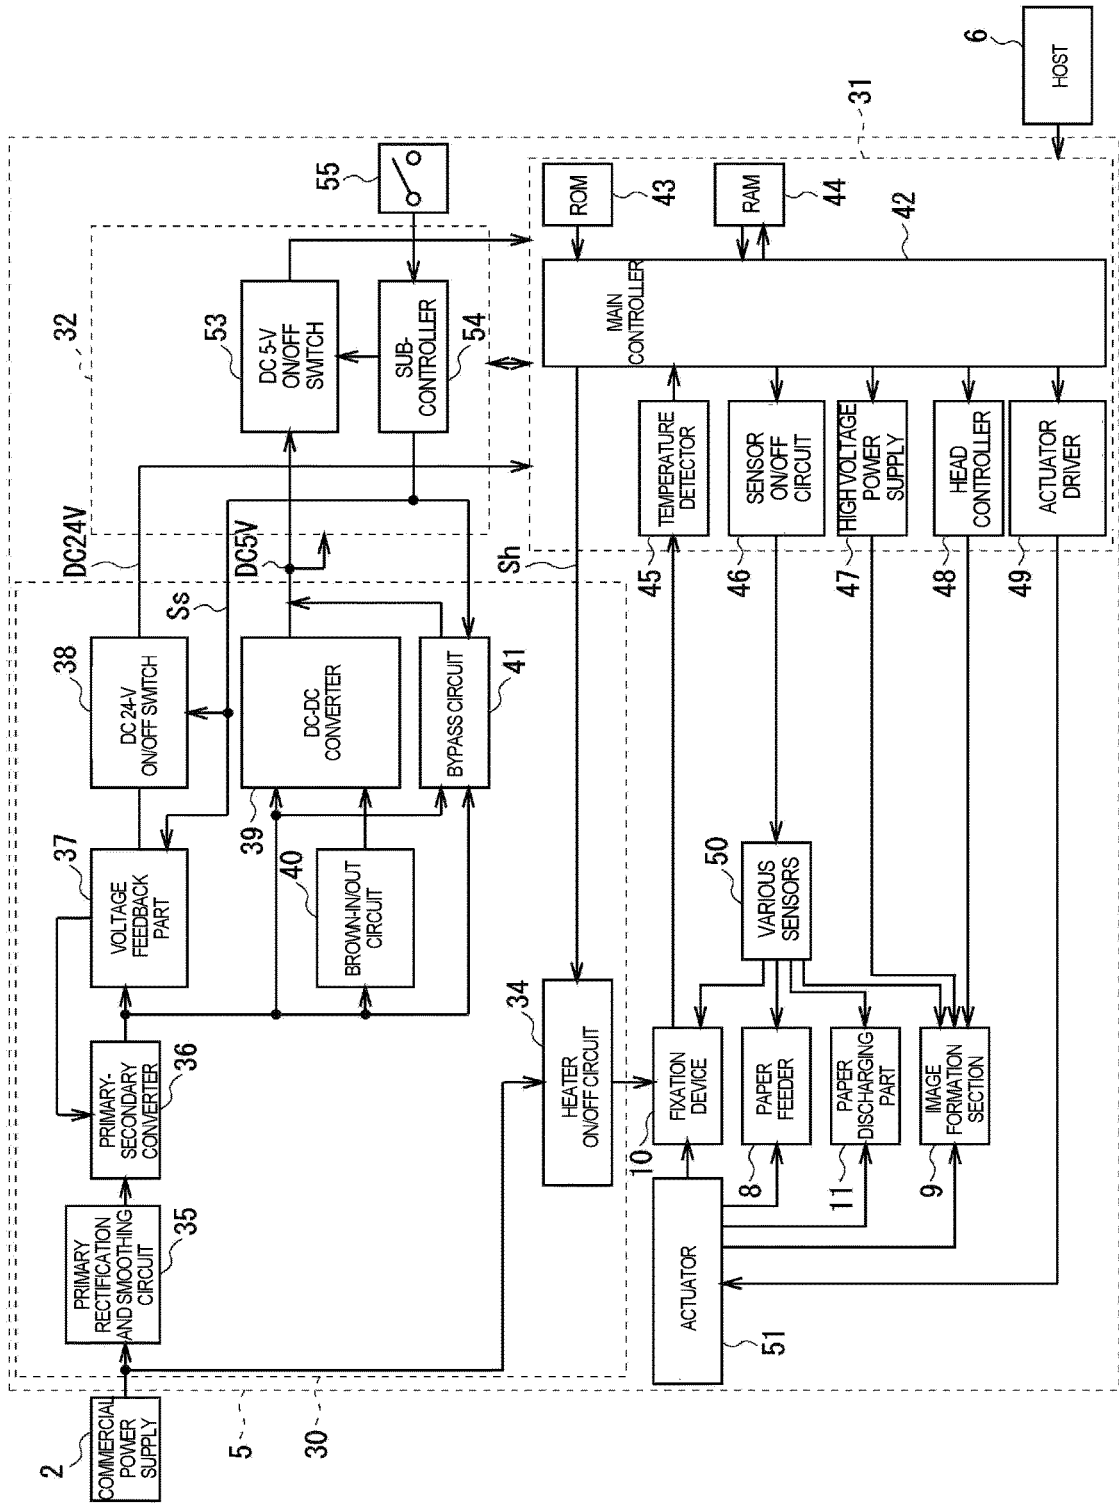 2
COMMERCIAL
POWER
SUPPLY
5
30
PRIMARY
RECTIFICATION
AND SMOOTHING
CIRCUIT
35
PRIMARY-
SECONDARY
CONVERTER
36
37
VOLTAGE
FEEDBACK
PART
38
DC 24-V
ON/OFF SWITCH
DC24V
Ss
DC5V
39
DC-DC
CONVERTER
40
BROWN-IN/OUT
CIRCUIT
BYPASS CIRCUIT
41
32
53
DC 5-V
ON/OFF
SWITCH
SUB-
CONTROLLER
54
55
Sh
34
HEATER
ON/OFF CIRCUIT
31
6
HOST
ROM
43
RAM
44
42
MAIN
CONTROLLER
TEMPERATURE
DETECTOR
45
SENSOR
ON/OFF
CIRCUIT
46
HIGH VOLTAGE
POWER
SUPPLY
47
HEAD
CONTROLLER
48
ACTUATOR
DRIVER
49
50
VARIOUS
SENSORS
FIXATION
DEVICE
10
PAPER
FEEDER
8
PAPER
DISCHARGING
PART
11
IMAGE
FORMATION
SECTION
9
ACTUATOR
51